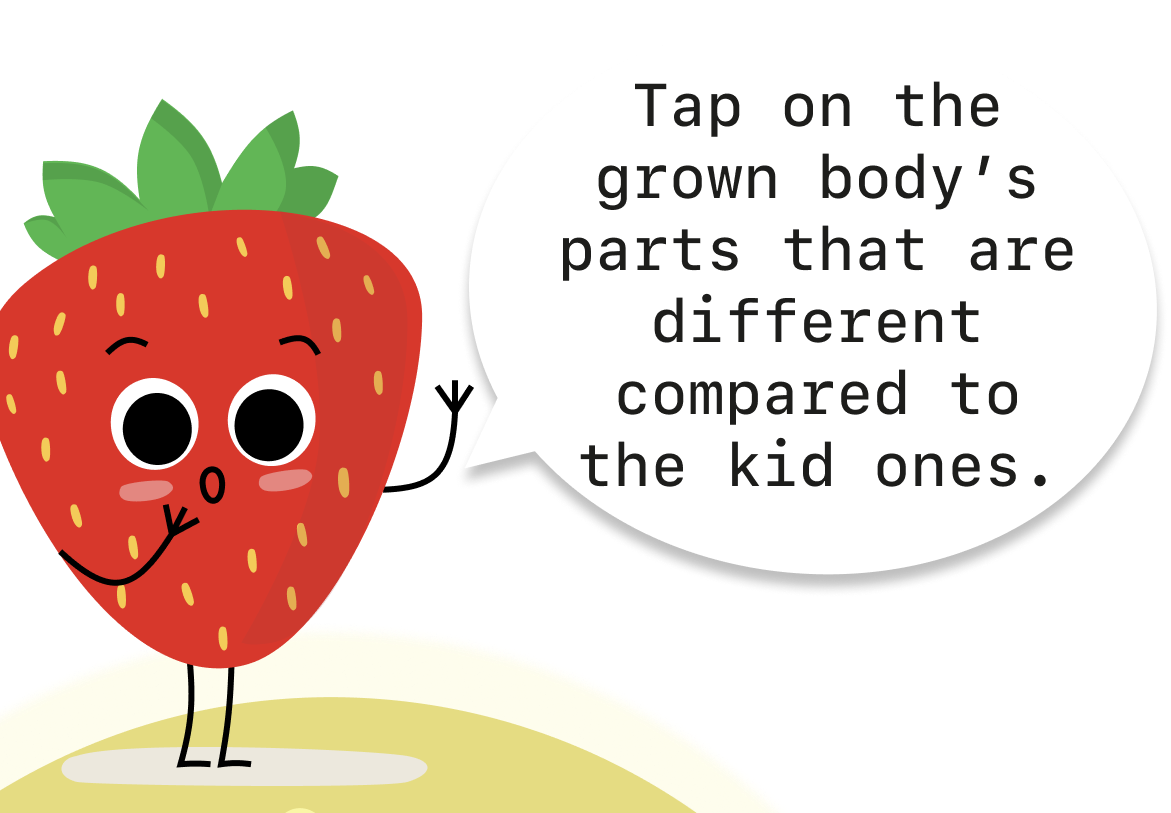 Tap on the
grown body’s
parts that are
different
compared to
the kid ones.